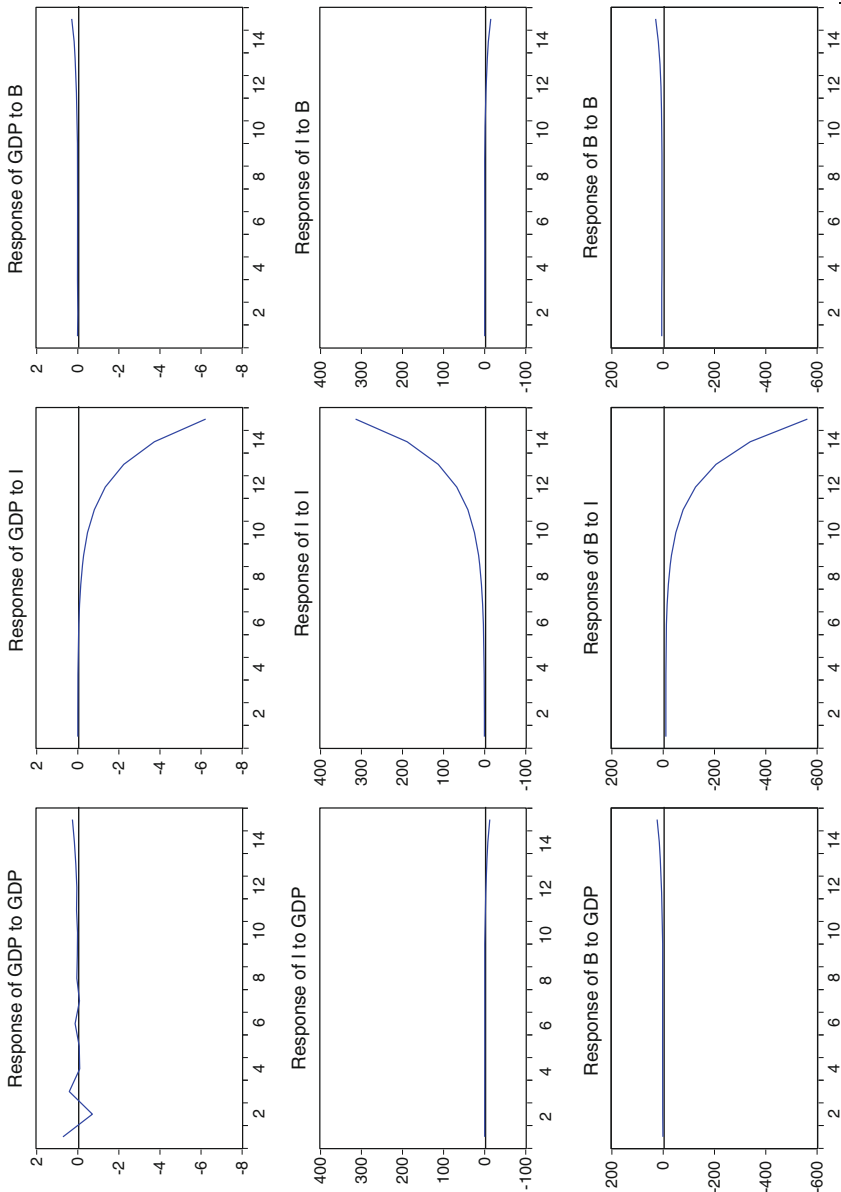 Response of GDP to GDP
2
0
-2
-4
-6
-8
2 4 6 8 10 12 14
Response of GDP to I
2
0
-2
-4
-6
-8
2 4 6 8 10 12 14
Response of GDP to B
2
0
-2
-4
-6
-8
2 4 6 8 10 12 14
Response of I to GDP
400
300
200
100
0
-100
2 4 6 8 10 12 14
Response of I to I
400
300
200
100
0
-100
2 4 6 8 10 12 14
Response of I to B
400
300
200
100
0
-100
2 4 6 8 10 12 14
Response of B to GDP
200
0
-200
-400
-600
2 4 6 8 10 12 14
Response of B to I
200
0
-200
-400
-600
2 4 6 8 10 12 14
Response of B to B
200
0
-200
-400
-600
2 4 6 8 10 12 14